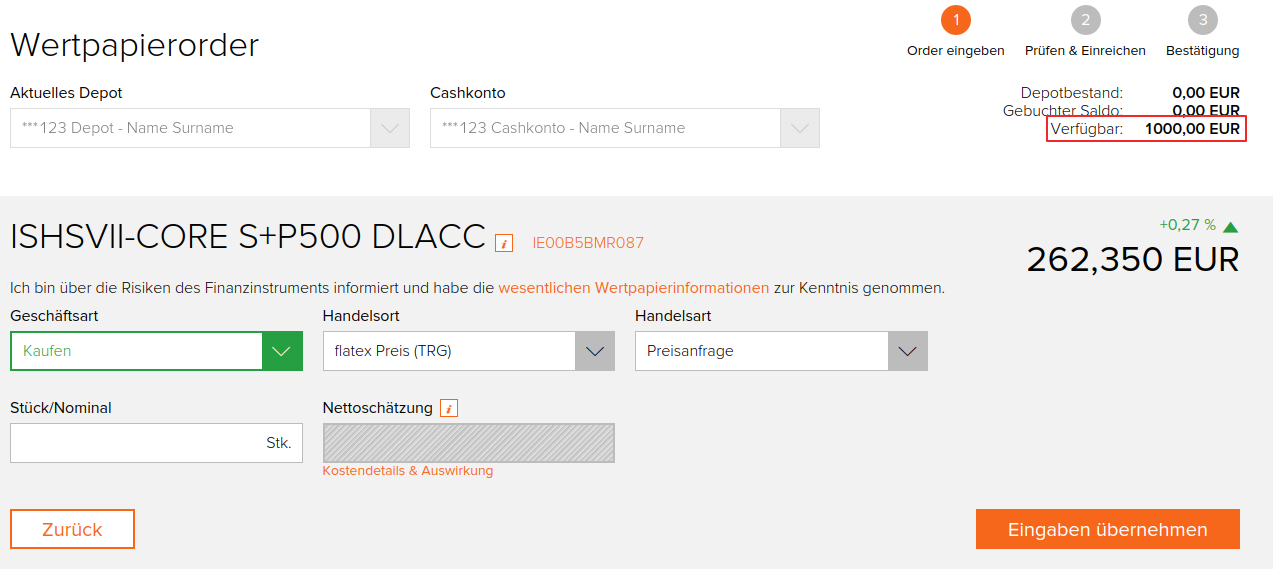 Wertpapierorder
1
2
3
Order eingeben
Prüfen & Einreichen
Bestätigung
Aktuelles Depot
Cashkonto
***123 Depot - Name Surname
***123 Cashkonto - Name Surname
Depotbestand: 0,00 EUR
Gebuchter Saldo: 0,00 EUR
Verfügbar: 1000,00 EUR
ISHSVII-CORE S+P500 DLACC i IE00B5BMR087
+0,27 %
262,350 EUR
Ich bin über die Risiken des Finanzinstruments informiert und habe die wesentlichen Wertpapierinformationen zur Kenntnis genommen.
Geschäftsart
Handelsort
Handelsart
Kaufen
flatex Preis (TRG)
Preisanfrage
Stück/Nominal
Nettoschätzung i
Stk.
Kostendetails & Auswirkung
Zurück
Eingaben übernehmen